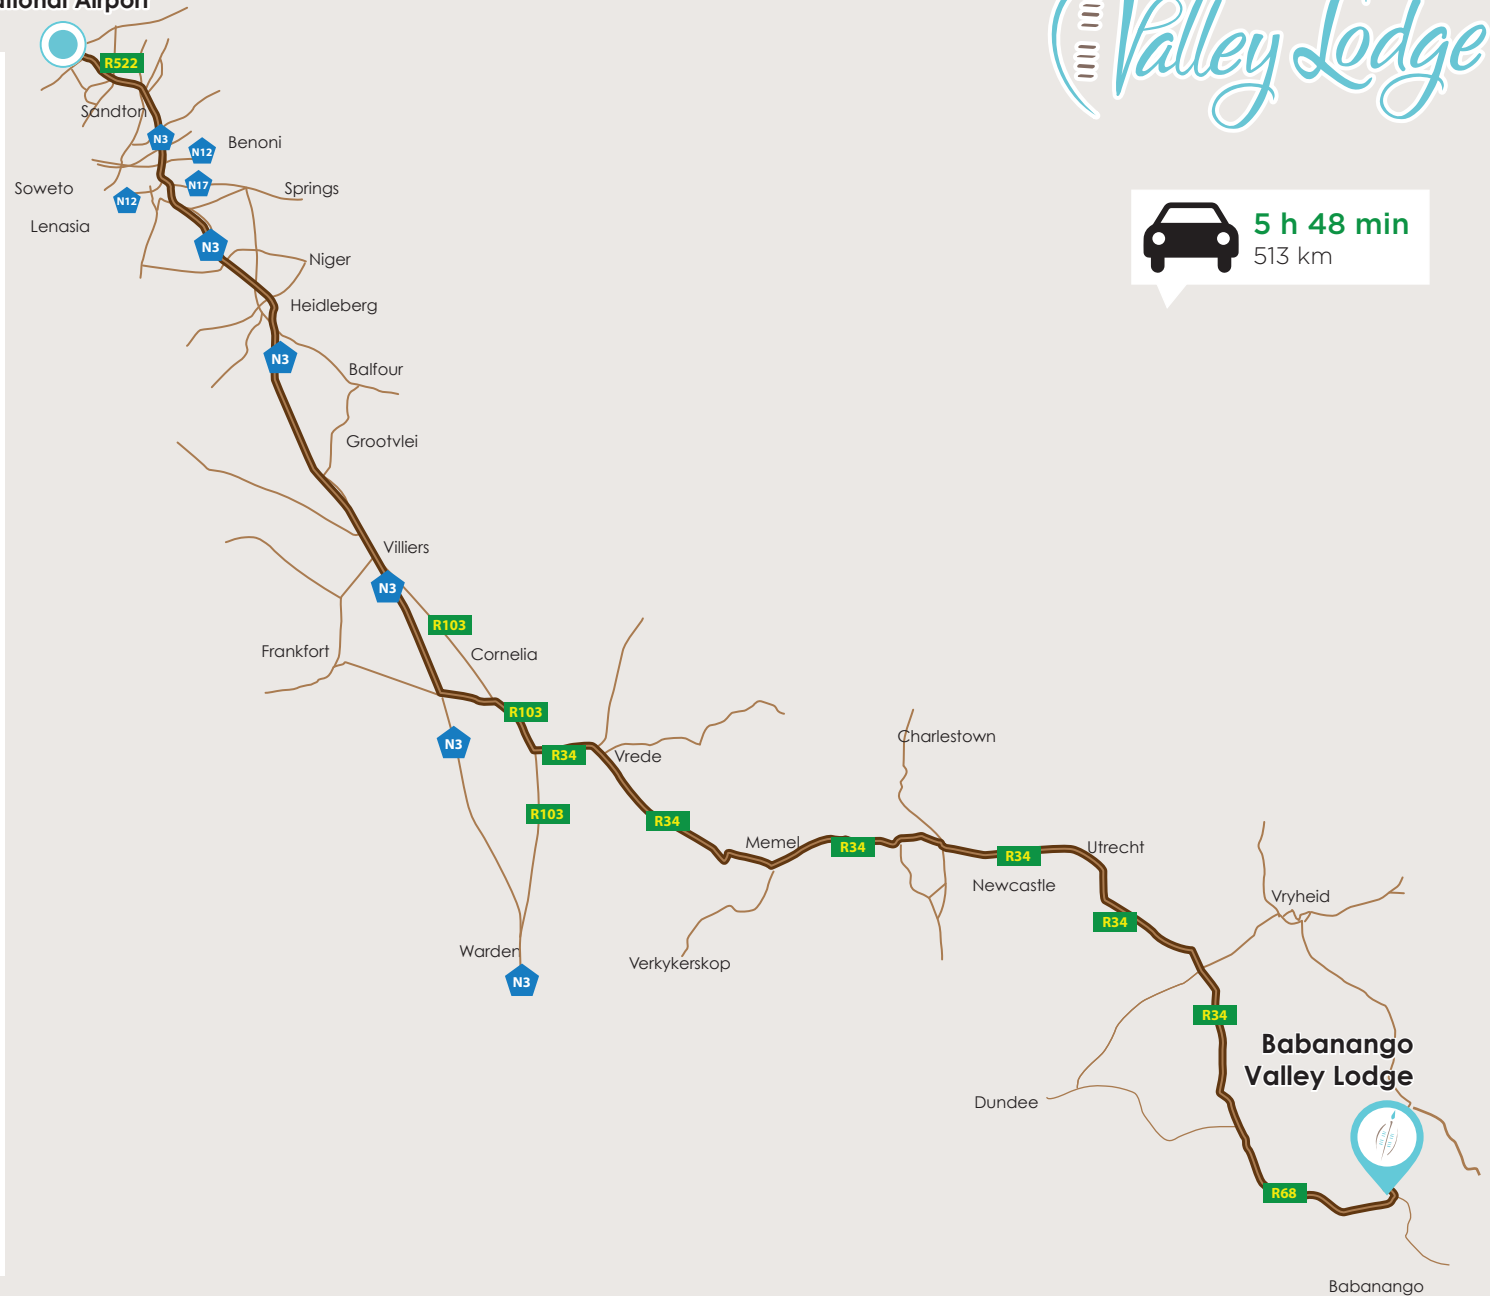 Airport
Valley Lodge
R522
Sandton
N3
N12
Benoni
Soweto
N12
N17
Springs
Lenasia
N3
Niger
5 h 48 min
513 km
Heidleberg
N3
Balfour
Grootvlei
Villiers
N3
R103
Frankfort
Cornelia
R103
N3
R34
Vrede
R103
R34
Charlestown
Memel
R34
R34
Utrecht
Newcastle
R34
Vryheid
Warden
N3
Verkykerskop
R34
Babanango
Valley Lodge
Dundee
R68
Babanango